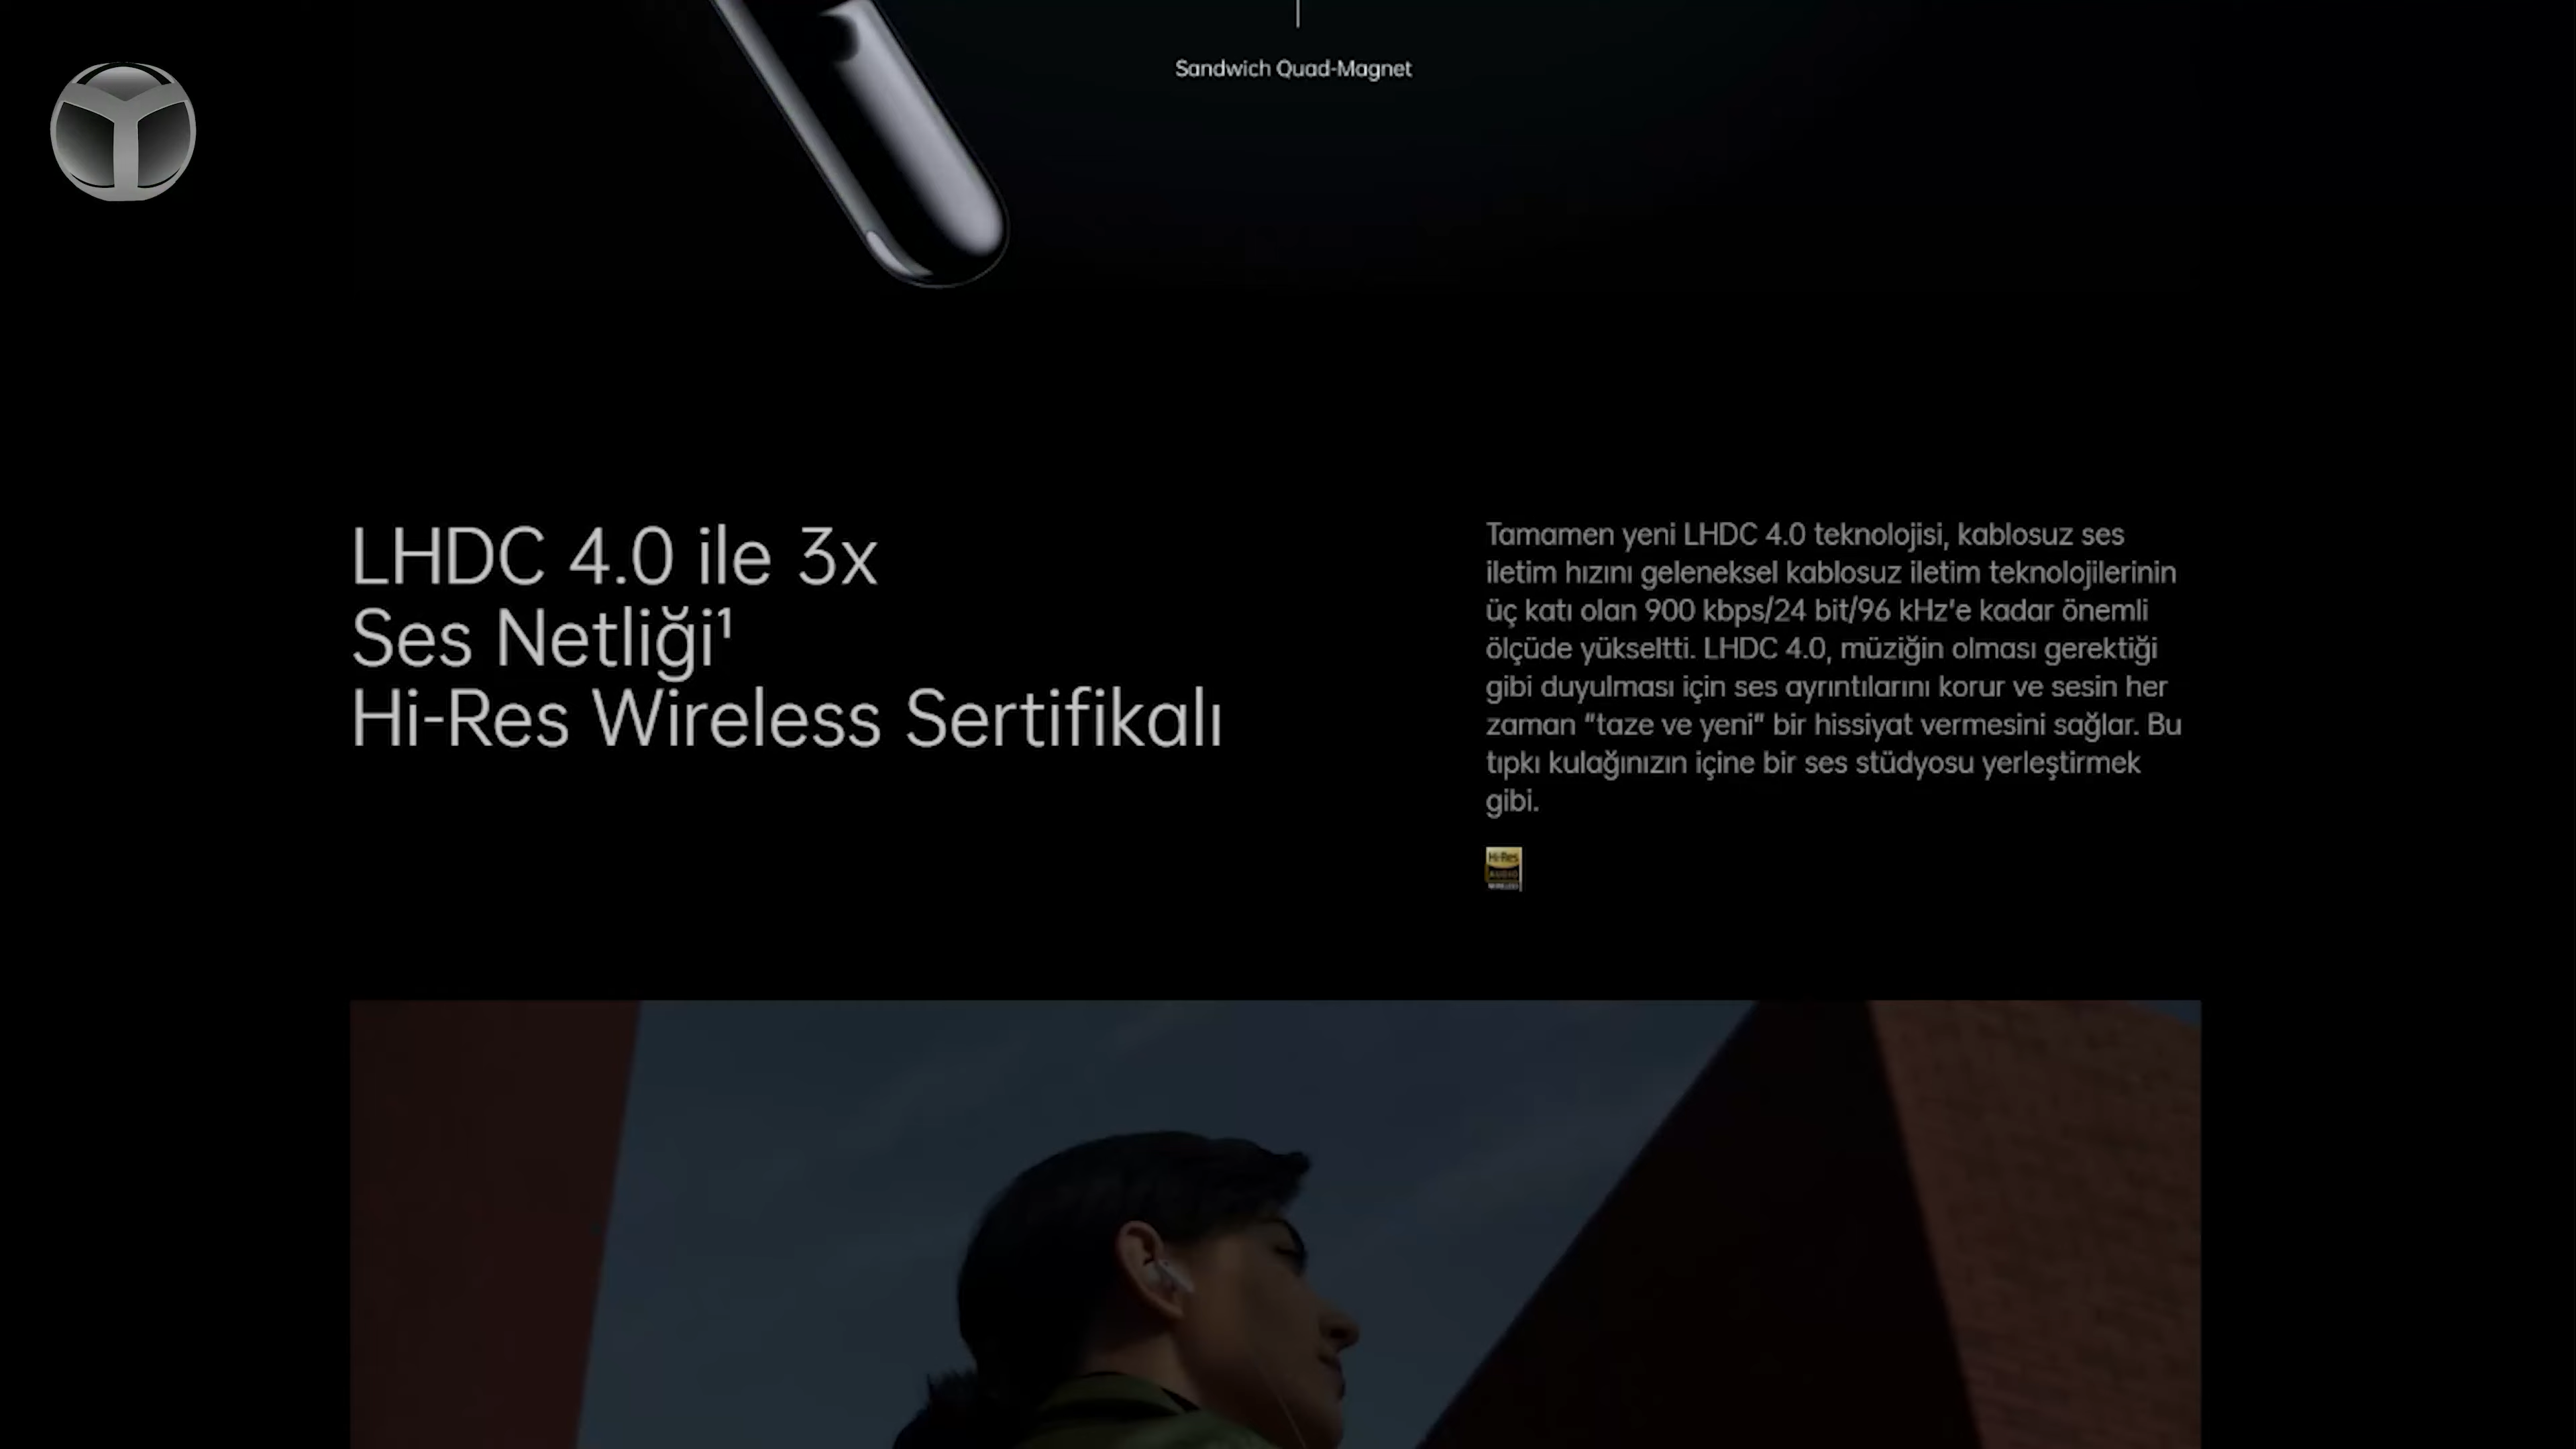 Sandwich Quad-Magnet
LHDC 4.0 ile 3x
Ses Netliği¹
Hi-Res Wireless Sertifikalı
Tamamen yeni LHDC 4.0 teknolojisi, kablosuz ses
iletim hızını geleneksel kablosuz iletim teknolojilerinin
üç katı olan 900 kbps/24 bit/96 kHz'e kadar önemli
ölçüde yükseltti. LHDC 4.0, müziğin olması gerektiği
gibi duyulması için ses ayrıntılarını korur ve sesin her
zaman "taze ve yeni" bir hissiyat vermesini sağlar. Bu
tıpkı kulağınızın içine bir ses stüdyosu yerleştirmek
gibi.
Hi-Res
AUDIO
WIRELESS